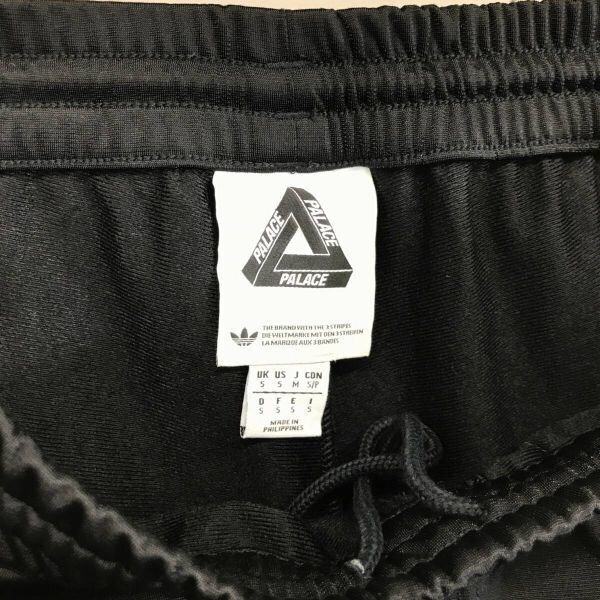 PALACE
PALACE
PALACE
THE BRAND WITH THE 3 STRIPES
DIE WELTMARKE MIT DEN 3 STREIFEN
LA MARQUE AUX 3 BANDES
UK US J CDN
S S M S/P
D F E I
S S S S
MADE IN
PHILIPPINES